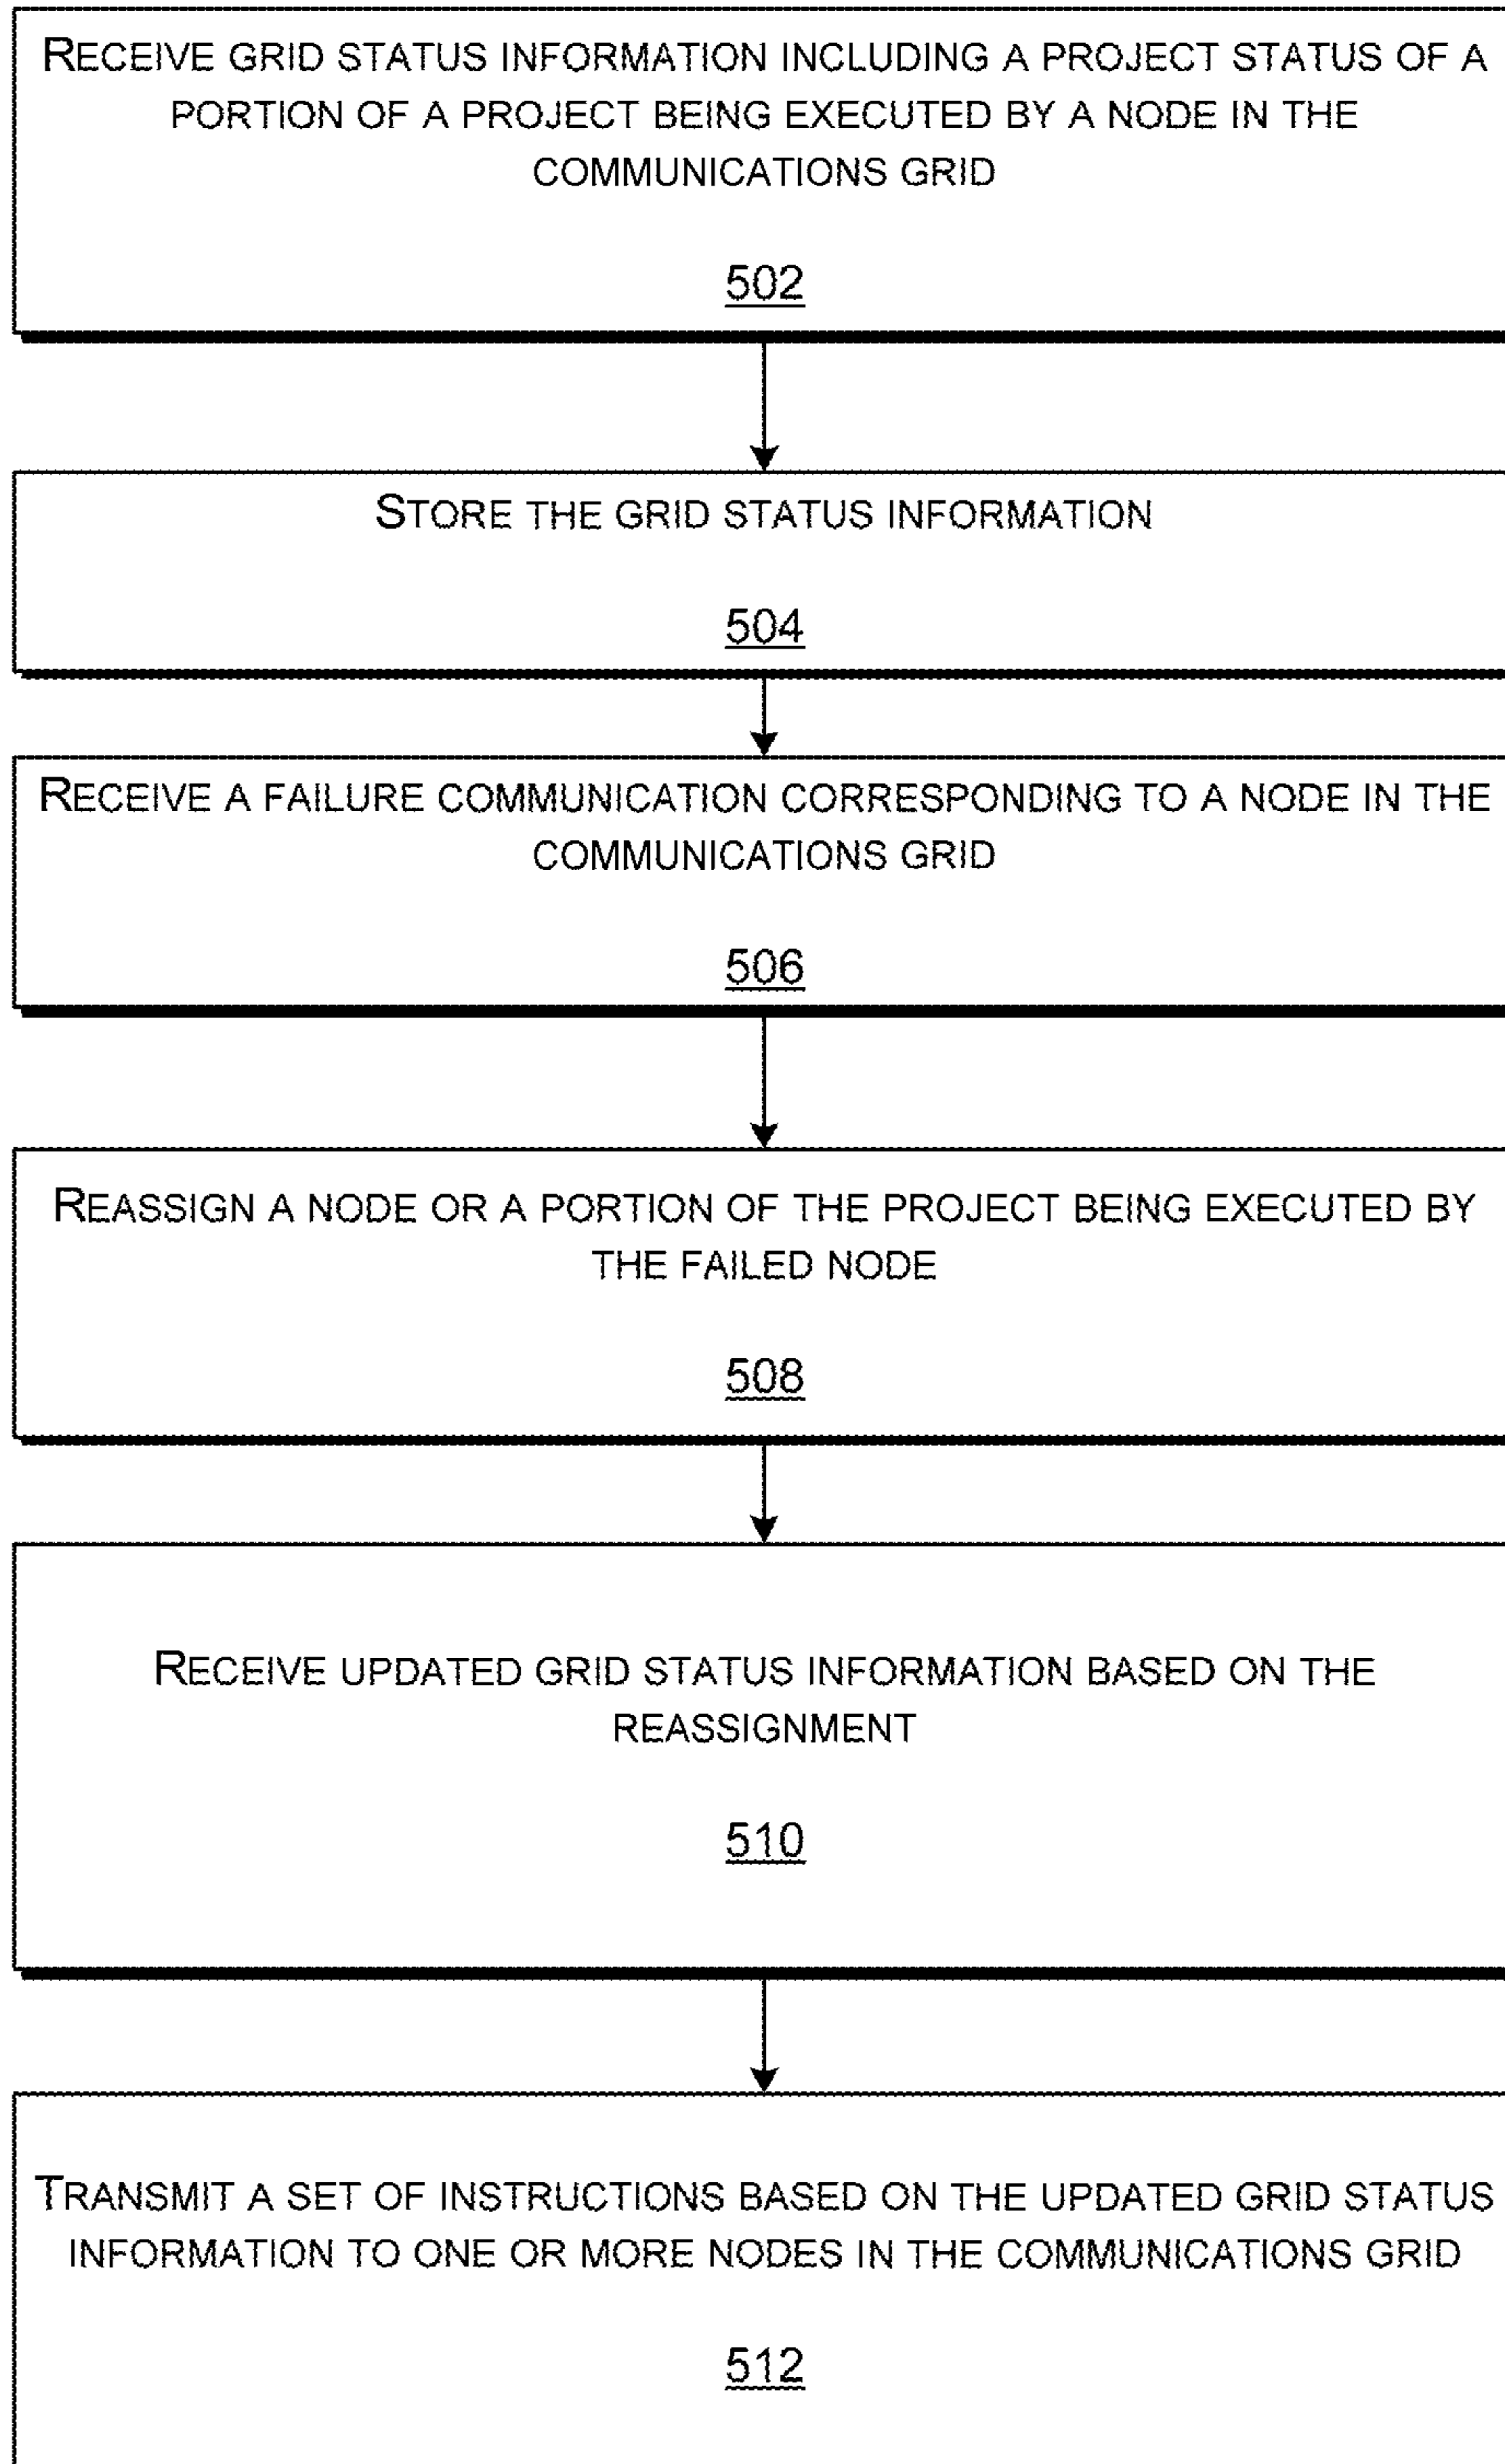 RECEIVE GRID STATUS INFORMATION INCLUDING A PROJECT STATUS OF A
PORTION OF A PROJECT BEING EXECUTED BY A NODE IN THE
COMMUNICATIONS GRID
502
STORE THE GRID STATUS INFORMATION
504
RECEIVE A FAILURE COMMUNICATION CORRESPONDING TO A NODE IN THE
COMMUNICATIONS GRID
506
REASSIGN A NODE OR A PORTION OF THE PROJECT BEING EXECUTED BY
THE FAILED NODE
508
RECEIVE UPDATED GRID STATUS INFORMATION BASED ON THE
REASSIGNMENT
510
TRANSMIT A SET OF INSTRUCTIONS BASED ON THE UPDATED GRID STATUS
INFORMATION TO ONE OR MORE NODES IN THE COMMUNICATIONS GRID
512